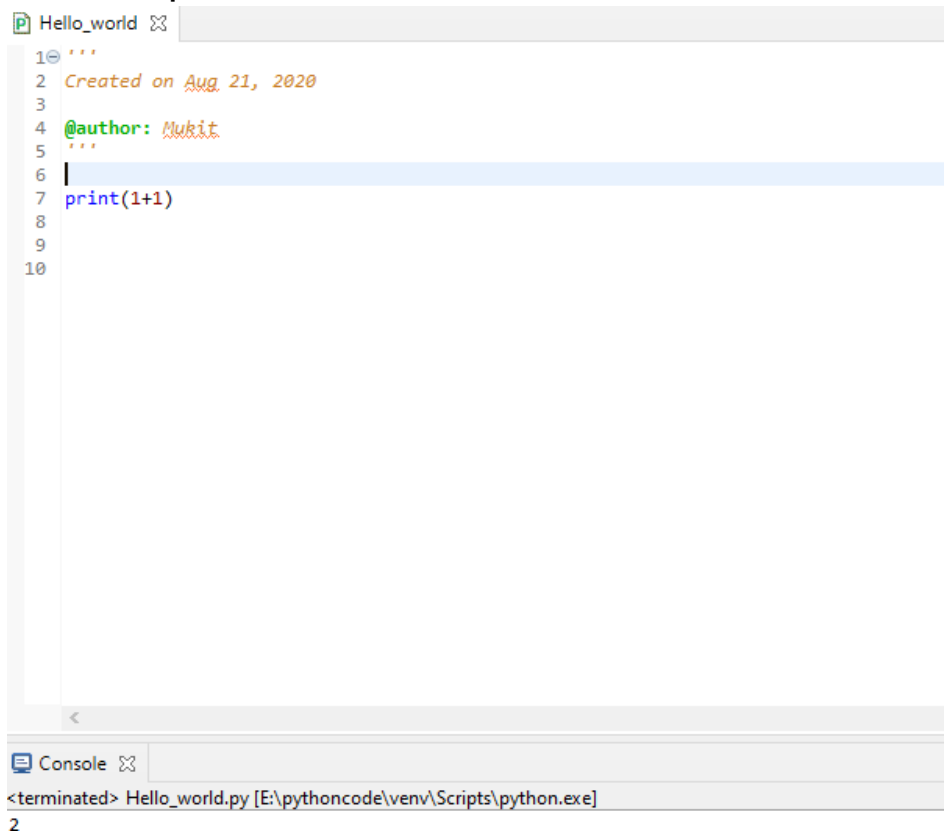 Hello_world
1 '''
2 Created on Aug 21, 2020
3
4 @author: Mukit
5 '''
6
7 print(1+1)
8
9
10
Console
<terminated> Hello_world.py [E:\pythoncode\venv\Scripts\python.exe]
2